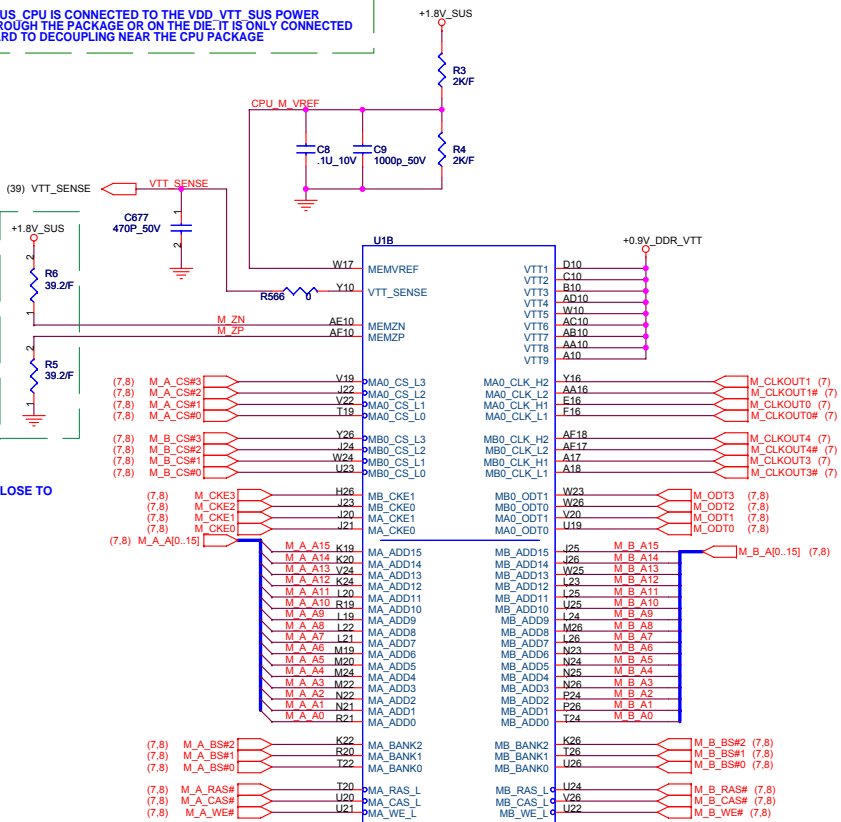 US_CPU IS CONNECTED TO THE VDD_VTT_SUS POWER
ROUGH THE PACKAGE OR ON THE DIE. IT IS ONLY CONNECTED
RD TO DECOUPLING NEAR THE CPU PACKAGE
+1.8V_SUS
R3
2K/F
CPU_M_VREF
C8
.1U_10V
C9
1000p_50V
R4
2K/F
(39) VTT_SENSE
VTT_SENSE
1
C677
470P_50V
2
+1.8V_SUS
2
R6
39.2/F
1
2
R5
39.2/F
1
LOSE TO
+0.9V_DDR_VTT
U1B
W17 MEMVREF
R566 0 Y10 VTT_SENSE
M_ZN AE10 MEMZN
M_ZP AF10 MEMZP
VTT1 D10
VTT2 C10
VTT3 B10
VTT4 AD10
VTT5 W10
VTT6 AC10
VTT7 AB10
VTT8 AA10
VTT9 A10
(7,8) M_A_CS#3 V19 MA0_CS_L3 MA0_CLK_H2 Y16 M_CLKOUT1 (7)
(7,8) M_A_CS#2 J22 MA0_CS_L2 MA0_CLK_L2 AA16 M_CLKOUT1# (7)
(7,8) M_A_CS#1 V22 MA0_CS_L1 MA0_CLK_H1 E16 M_CLKOUT0 (7)
(7,8) M_A_CS#0 T19 MA0_CS_L0 MA0_CLK_L1 F16 M_CLKOUT0# (7)
(7,8) M_B_CS#3 Y26 MB0_CS_L3 MB0_CLK_H2 AF18 M_CLKOUT4 (7)
(7,8) M_B_CS#2 J24 MB0_CS_L2 MB0_CLK_L2 AF17 M_CLKOUT4# (7)
(7,8) M_B_CS#1 W24 MB0_CS_L1 MB0_CLK_H1 A17 M_CLKOUT3 (7)
(7,8) M_B_CS#0 U23 MB0_CS_L0 MB0_CLK_L1 A18 M_CLKOUT3# (7)
(7,8) M_CKE3 H26 MB_CKE1 MB0_ODT1 W23 M_ODT3 (7,8)
(7,8) M_CKE2 J23 MB_CKE0 MB0_ODT0 W26 M_ODT2 (7,8)
(7,8) M_CKE1 J20 MA_CKE1 MA0_ODT1 V20 M_ODT1 (7,8)
(7,8) M_CKE0 J21 MA_CKE0 MA0_ODT0 U19 M_ODT0 (7,8)
(7,8) M_A_A[0..15]
M_B_A[0..15] (7,8)
M_A_A15 K19 MA_ADD15 MB_ADD15 J25 M_B_A15
M_A_A14 K20 MA_ADD14 MB_ADD14 J26 M_B_A14
M_A_A13 V24 MA_ADD13 MB_ADD13 W25 M_B_A13
M_A_A12 K24 MA_ADD12 MB_ADD12 L23 M_B_A12
M_A_A11 L20 MA_ADD11 MB_ADD11 L25 M_B_A11
M_A_A10 R19 MA_ADD10 MB_ADD10 U25 M_B_A10
M_A_A9 L19 MA_ADD9 MB_ADD9 L24 M_B_A9
M_A_A8 L22 MA_ADD8 MB_ADD8 M26 M_B_A8
M_A_A7 L21 MA_ADD7 MB_ADD7 L26 M_B_A7
M_A_A6 M19 MA_ADD6 MB_ADD6 N23 M_B_A6
M_A_A5 M20 MA_ADD5 MB_ADD5 N24 M_B_A5
M_A_A4 M24 MA_ADD4 MB_ADD4 N25 M_B_A4
M_A_A3 M22 MA_ADD3 MB_ADD3 N26 M_B_A3
M_A_A2 N22 MA_ADD2 MB_ADD2 P24 M_B_A2
M_A_A1 N21 MA_ADD1 MB_ADD1 P26 M_B_A1
M_A_A0 R21 MA_ADD0 MB_ADD0 T24 M_B_A0
(7,8) M_A_BS#2 K22 MA_BANK2 MB_BANK2 K26 M_B_BS#2 (7,8)
(7,8) M_A_BS#1 R20 MA_BANK1 MB_BANK1 T26 M_B_BS#1 (7,8)
(7,8) M_A_BS#0 T22 MA_BANK0 MB_BANK0 U26 M_B_BS#0 (7,8)
(7,8) M_A_RAS# T20 MA_RAS_L MB_RAS_L U24 M_B_RAS# (7,8)
(7,8) M_A_CAS# U20 MA_CAS_L MB_CAS_L V26 M_B_CAS# (7,8)
(7,8) M_A_WE# U21 MA_WE_L MB_WE_L U22 M_B_WE# (7,8)